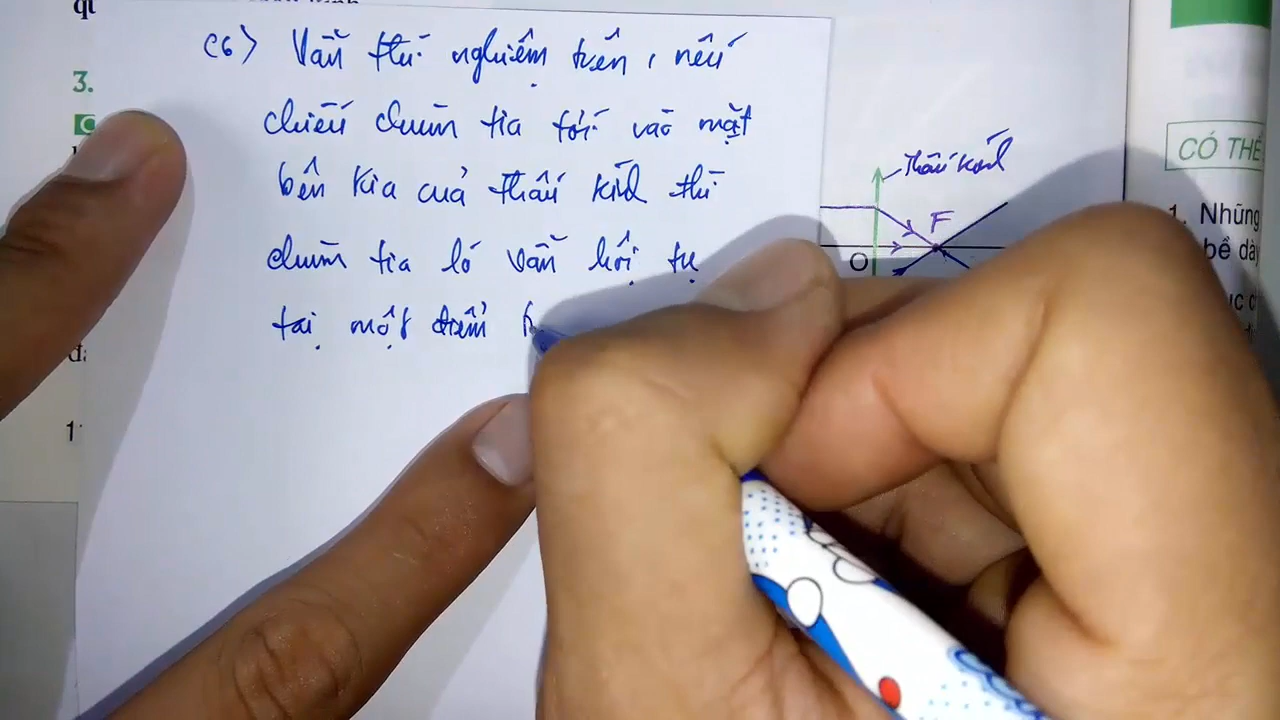 C6> Vẫn thí nghiệm trên, nếu
chiếu chùm tia tới vào mặt
bên kia của thấu kính thì
chùm tia ló vẫn hội tụ
tại một điểm
Thấu kính
F
O
3.
CÓ THỂ
1. Những
bề dày